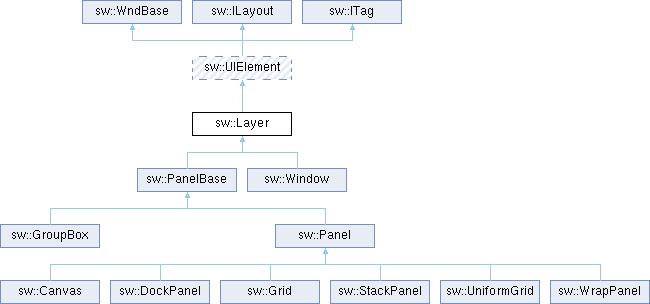 sw::WndBase
sw::ILayout
sw::ITag
sw::UIElement
sw::Layer
sw::PanelBase
sw::Window
sw::GroupBox
sw::Panel
sw::Canvas
sw::DockPanel
sw::Grid
sw::StackPanel
sw::UniformGrid
sw::WrapPanel